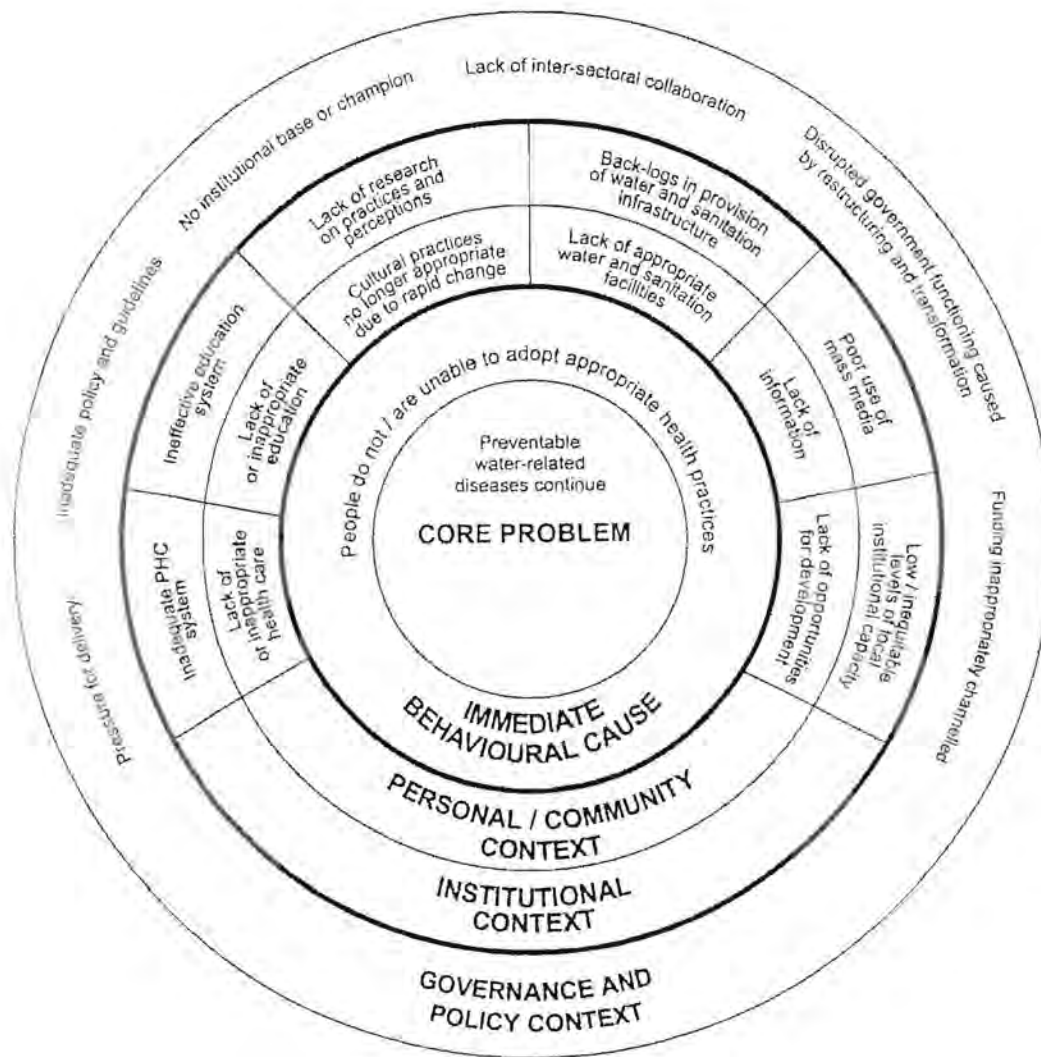 Lack of inter-sectoral collaboration
No institutional base or champion
Disrupted government functioning caused
by restructuring and transformation
Inadequate policy and guidelines
Funding inappropriately channelled
Pressure for delivery
Lack of research
on practices and
perceptions
Back-logs in provision
of water and sanitation
infrastructure
Ineffective education
system
Poor use of
mass media
Inadequate PHC
system
Low / inequitable
levels of local
institutional capacity
Cultural practices
no longer appropriate
due to rapid change
Lack of appropriate
water and sanitation
facilities
Lack of
or inappropriate
education
Lack of
information
Lack of
or inappropriate
health care
Lack of opportunities
for development
People do not / are unable to adopt appropriate health practices
Preventable
water-related
diseases continue
CORE PROBLEM
IMMEDIATE
BEHAVIOURAL CAUSE
PERSONAL / COMMUNITY
CONTEXT
INSTITUTIONAL
CONTEXT
GOVERNANCE AND
POLICY CONTEXT